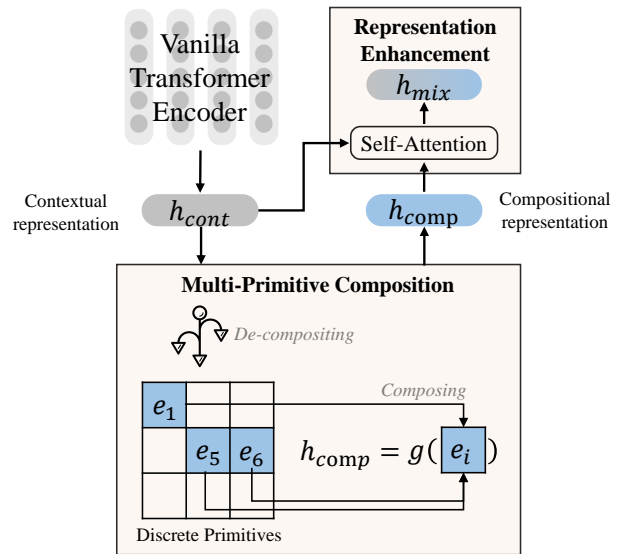 Vanilla
Transformer
Encoder
Representation
Enhancement
h_mix
Self-Attention
Contextual
representation
h_cont
h_comp
Compositional
representation
Multi-Primitive Composition
De-compositing
Composing
e_1
e_5 e_6
h_comp = g( e_i )
Discrete Primitives